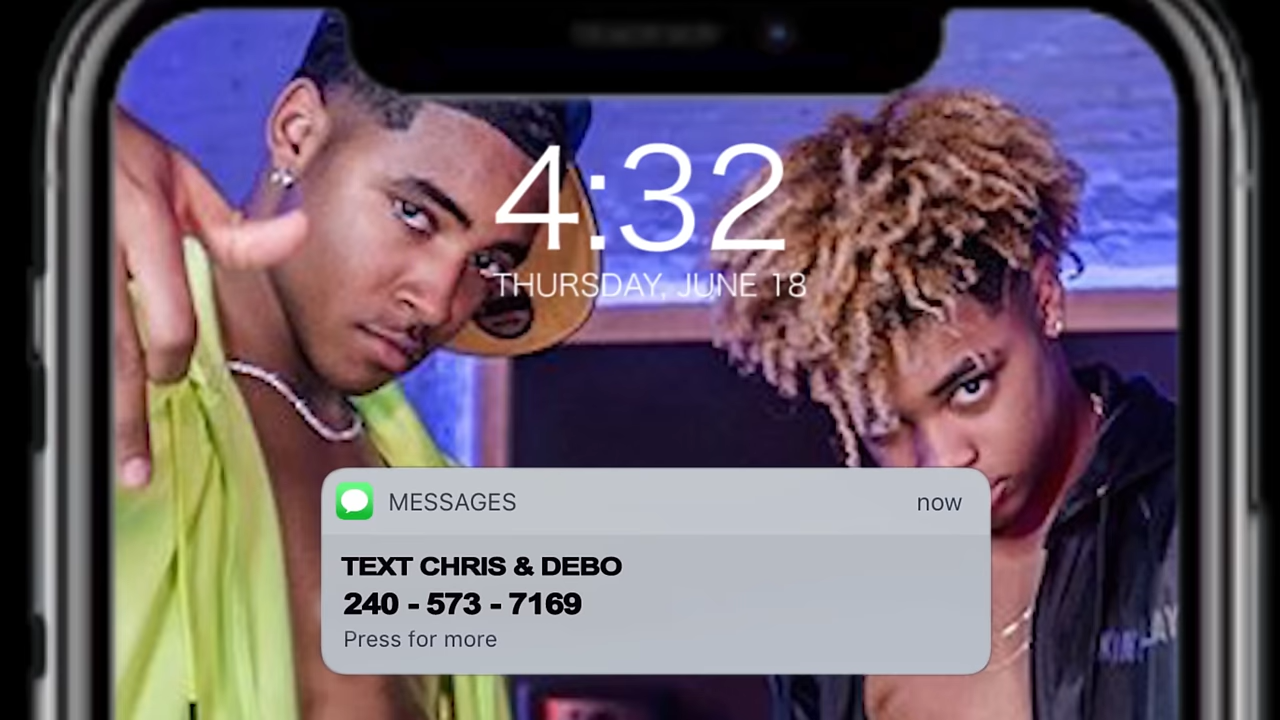 4:32
THURSDAY, JUNE 18
MESSAGES now
TEXT CHRIS & DEBO
240 - 573 - 7169
Press for more